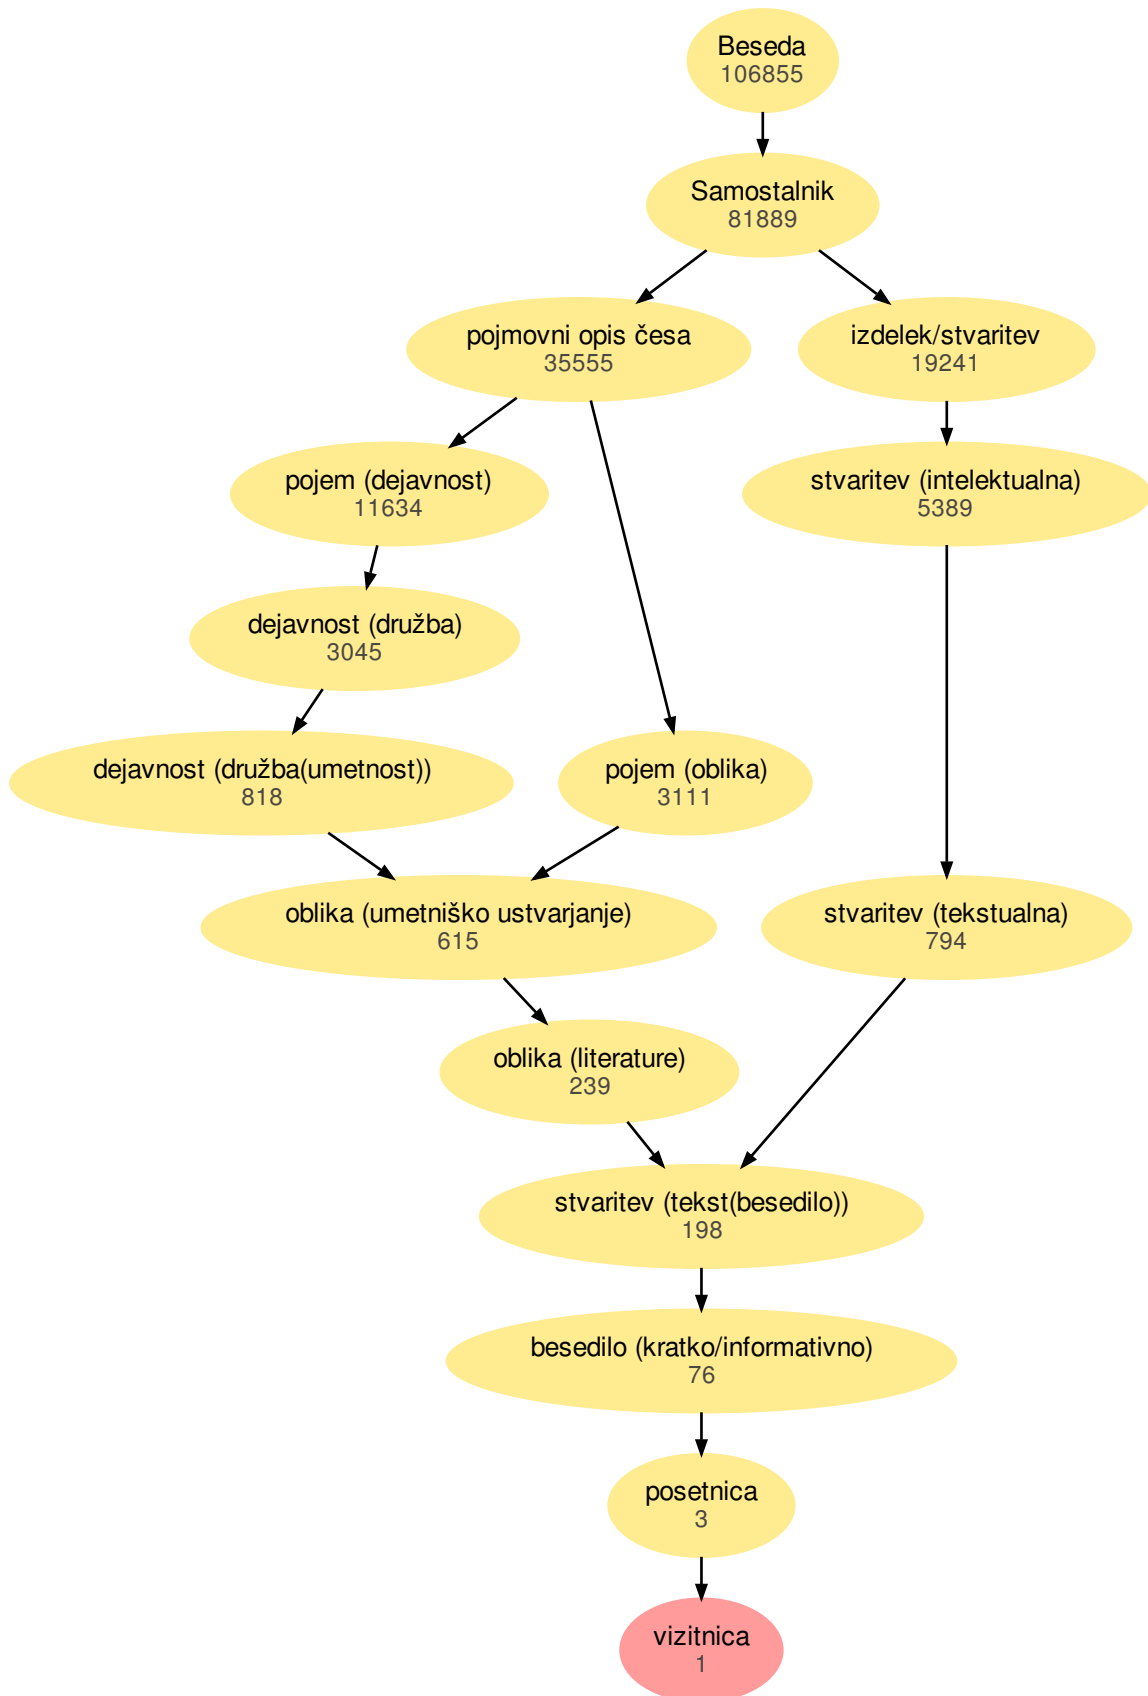 Beseda
106855
Samostalnik
81889
pojmovni opis česa
35555
izdelek/stvaritev
19241
pojem (dejavnost)
11634
stvaritev (intelektualna)
5389
dejavnost (družba)
3045
dejavnost (družba(umetnost))
818
pojem (oblika)
3111
oblika (umetniško ustvarjanje)
615
stvaritev (tekstualna)
794
oblika (literature)
239
stvaritev (tekst(besedilo))
198
besedilo (kratko/informativno)
76
posetnica
3
vizitnica
1